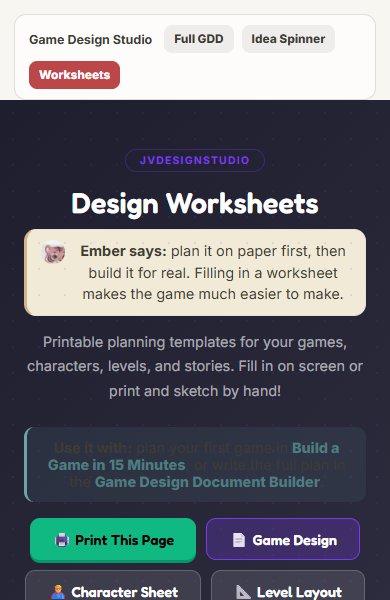 Game Design Studio Full GDD Idea Spinner
Worksheets
JVDESIGNSTUDIO
Design Worksheets
Ember says: plan it on paper first, then
build it for real. Filling in a worksheet
makes the game much easier to make.
Printable planning templates for your games,
characters, levels, and stories. Fill in on screen or
print and sketch by hand!
Use it with: plan your first game in Build a
Game in 15 Minutes, or write the full plan in
the Game Design Document Builder
Print This Page Game Design
Character Sheet Level Layout